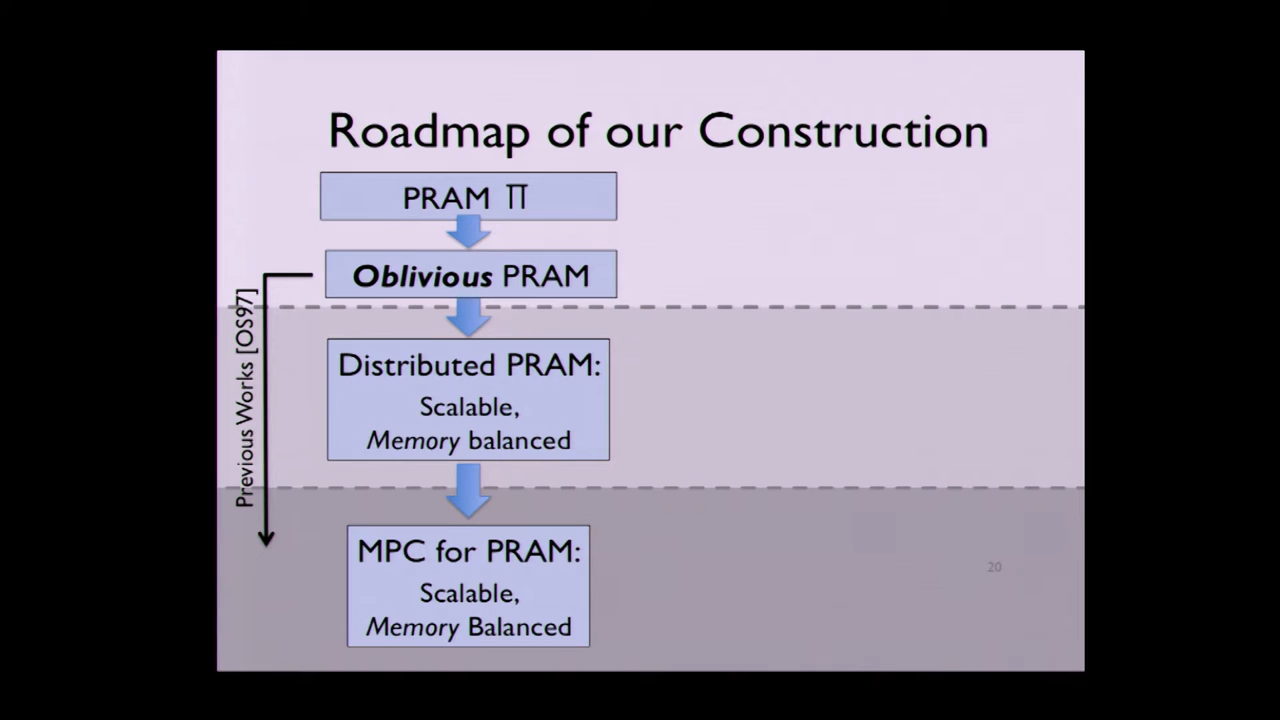 Roadmap of our Construction
PRAM Π
Oblivious PRAM
Previous Works [OS97]
Distributed PRAM:
Scalable,
Memory balanced
MPC for PRAM:
Scalable,
Memory Balanced
20